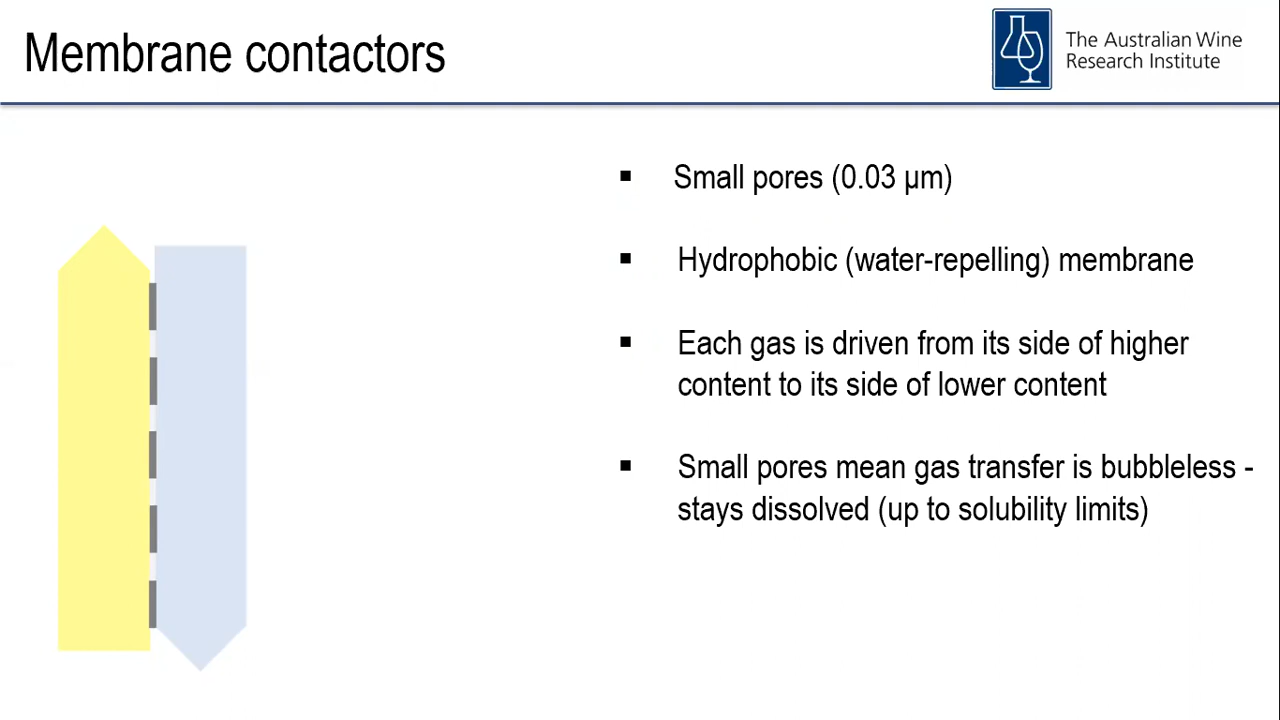 Membrane contactors
The Australian Wine
Research Institute
▪ Small pores (0.03 µm)
▪ Hydrophobic (water-repelling) membrane
▪ Each gas is driven from its side of higher
content to its side of lower content
▪ Small pores mean gas transfer is bubbleless -
stays dissolved (up to solubility limits)